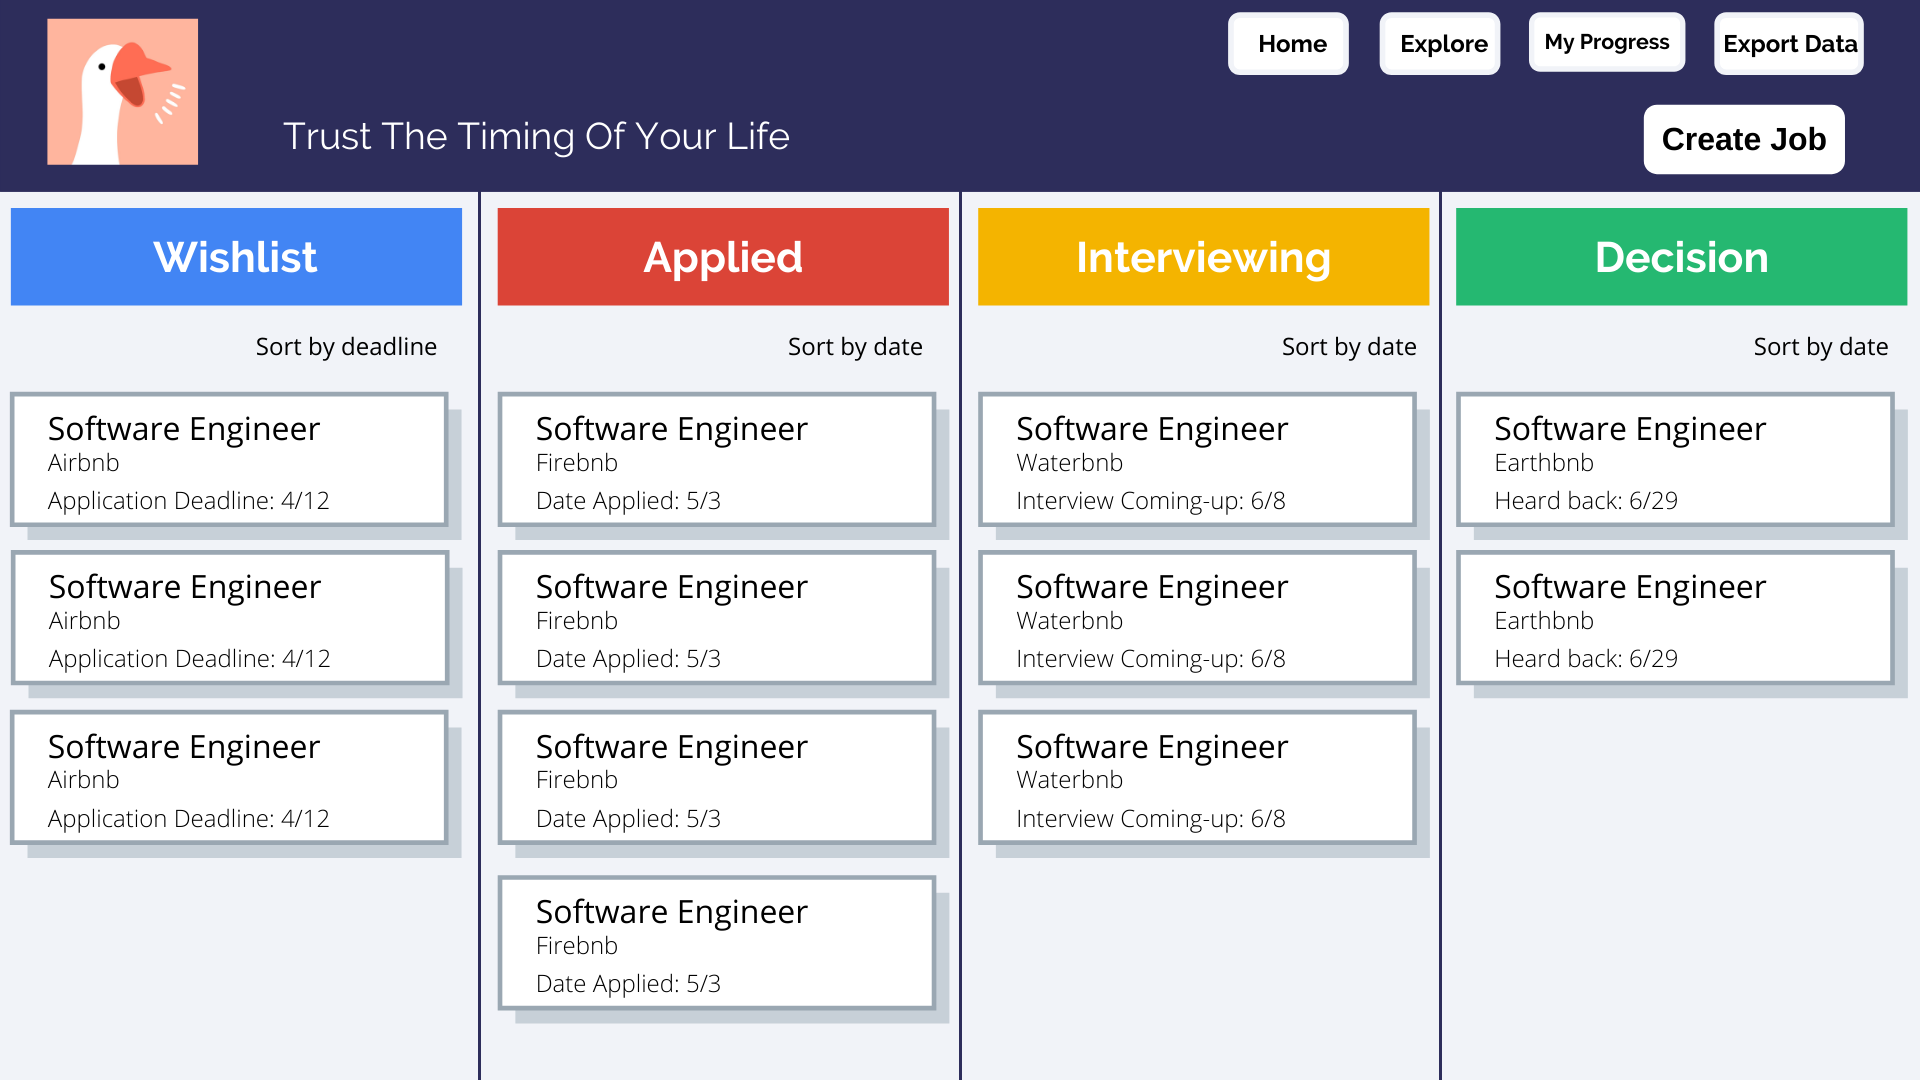 Home
Explore
My Progress
Export Data
Trust The Timing Of Your Life
Create Job
Wishlist
Sort by deadline
Software Engineer
Airbnb
Application Deadline: 4/12
Software Engineer
Airbnb
Application Deadline: 4/12
Software Engineer
Airbnb
Application Deadline: 4/12
Applied
Sort by date
Software Engineer
Firebnb
Date Applied: 5/3
Software Engineer
Firebnb
Date Applied: 5/3
Software Engineer
Firebnb
Date Applied: 5/3
Software Engineer
Firebnb
Date Applied: 5/3
Interviewing
Sort by date
Software Engineer
Waterbnb
Interview Coming-up: 6/8
Software Engineer
Waterbnb
Interview Coming-up: 6/8
Software Engineer
Waterbnb
Interview Coming-up: 6/8
Decision
Sort by date
Software Engineer
Earthbnb
Heard back: 6/29
Software Engineer
Earthbnb
Heard back: 6/29